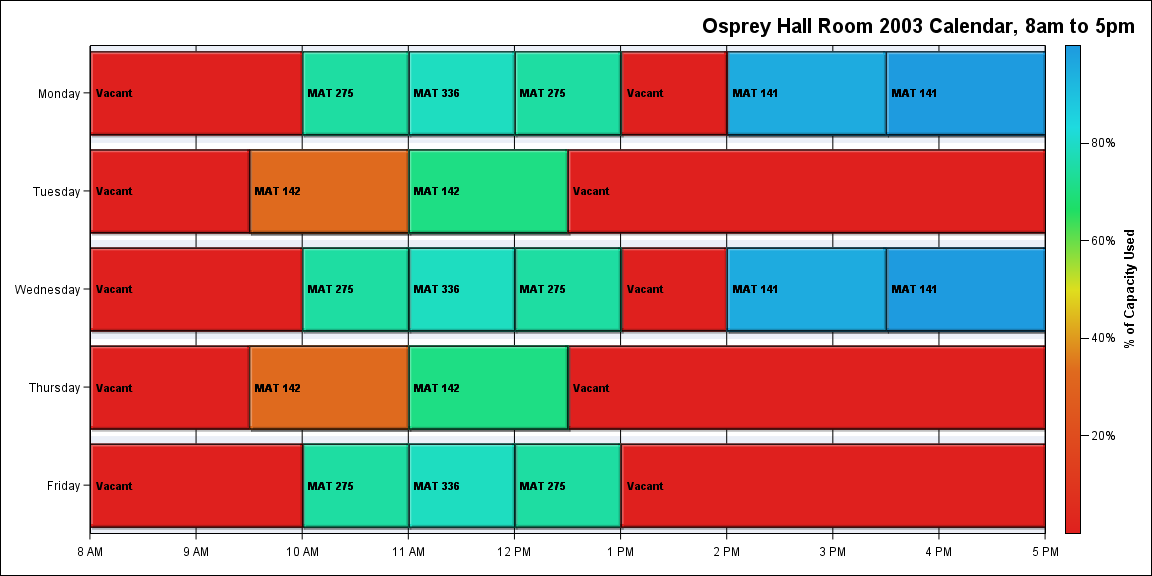 Osprey Hall Room 2003 Calendar, 8am to 5pm
Monday
Vacant
MAT 275
MAT 336
MAT 275
Vacant
MAT 141
MAT 141
Tuesday
Vacant
MAT 142
MAT 142
Vacant
Wednesday
Vacant
MAT 275
MAT 336
MAT 275
Vacant
MAT 141
MAT 141
Thursday
Vacant
MAT 142
MAT 142
Vacant
Friday
Vacant
MAT 275
MAT 336
MAT 275
Vacant
8 AM
9 AM
10 AM
11 AM
12 PM
1 PM
2 PM
3 PM
4 PM
5 PM
80%
60%
40%
20%
% of Capacity Used